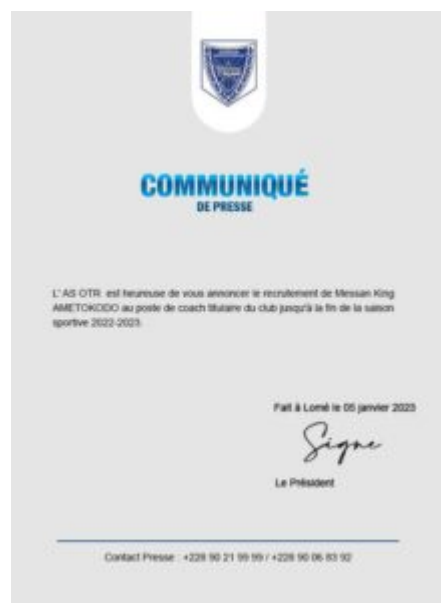 COMMUNIQUÉ
DE PRESSE
L' AS OTR est heureuse de vous annoncer le recrutement de Messan King
AMETOKODO au poste de coach titulaire du club jusqu'à la fin de la saison
sportive 2022-2023.
Fait à Lomé le 05 janvier 2023
Signe
Le Président
Contact Presse : +228 90 21 99 99 / +228 90 06 83 92